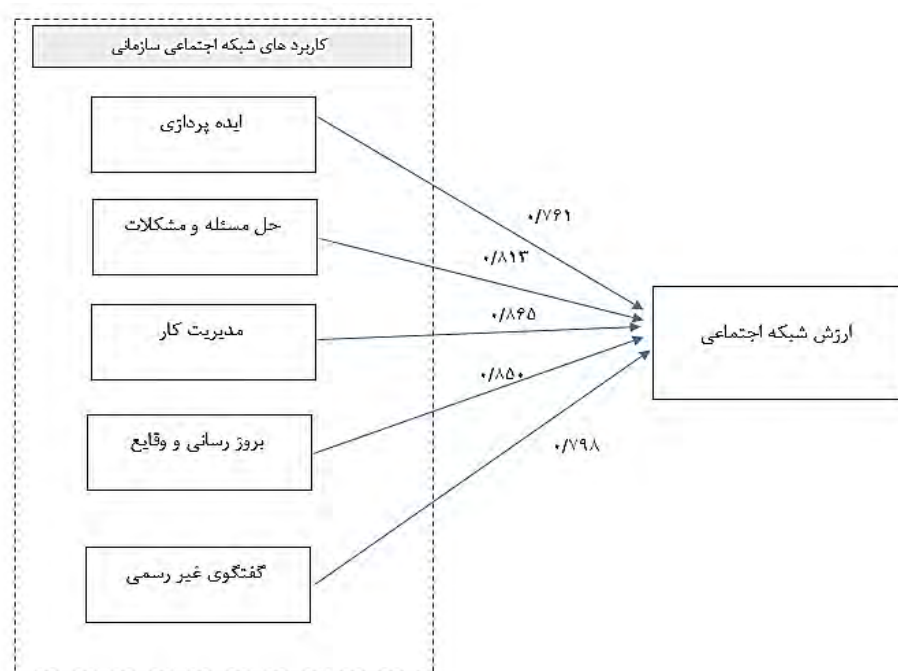 کاربرد های شبکه اجتماعی سازمانی
ایده پردازی
حل مسئله و مشکلات
مدیریت کار
بروز رسانی و وقایع
گفتگوی غیر رسمی
۰/۷۶۱
۰/۸۱۳
۰/۸۶۵
۰/۸۵۰
۰/۷۹۸
ارزش شبکه اجتماعی